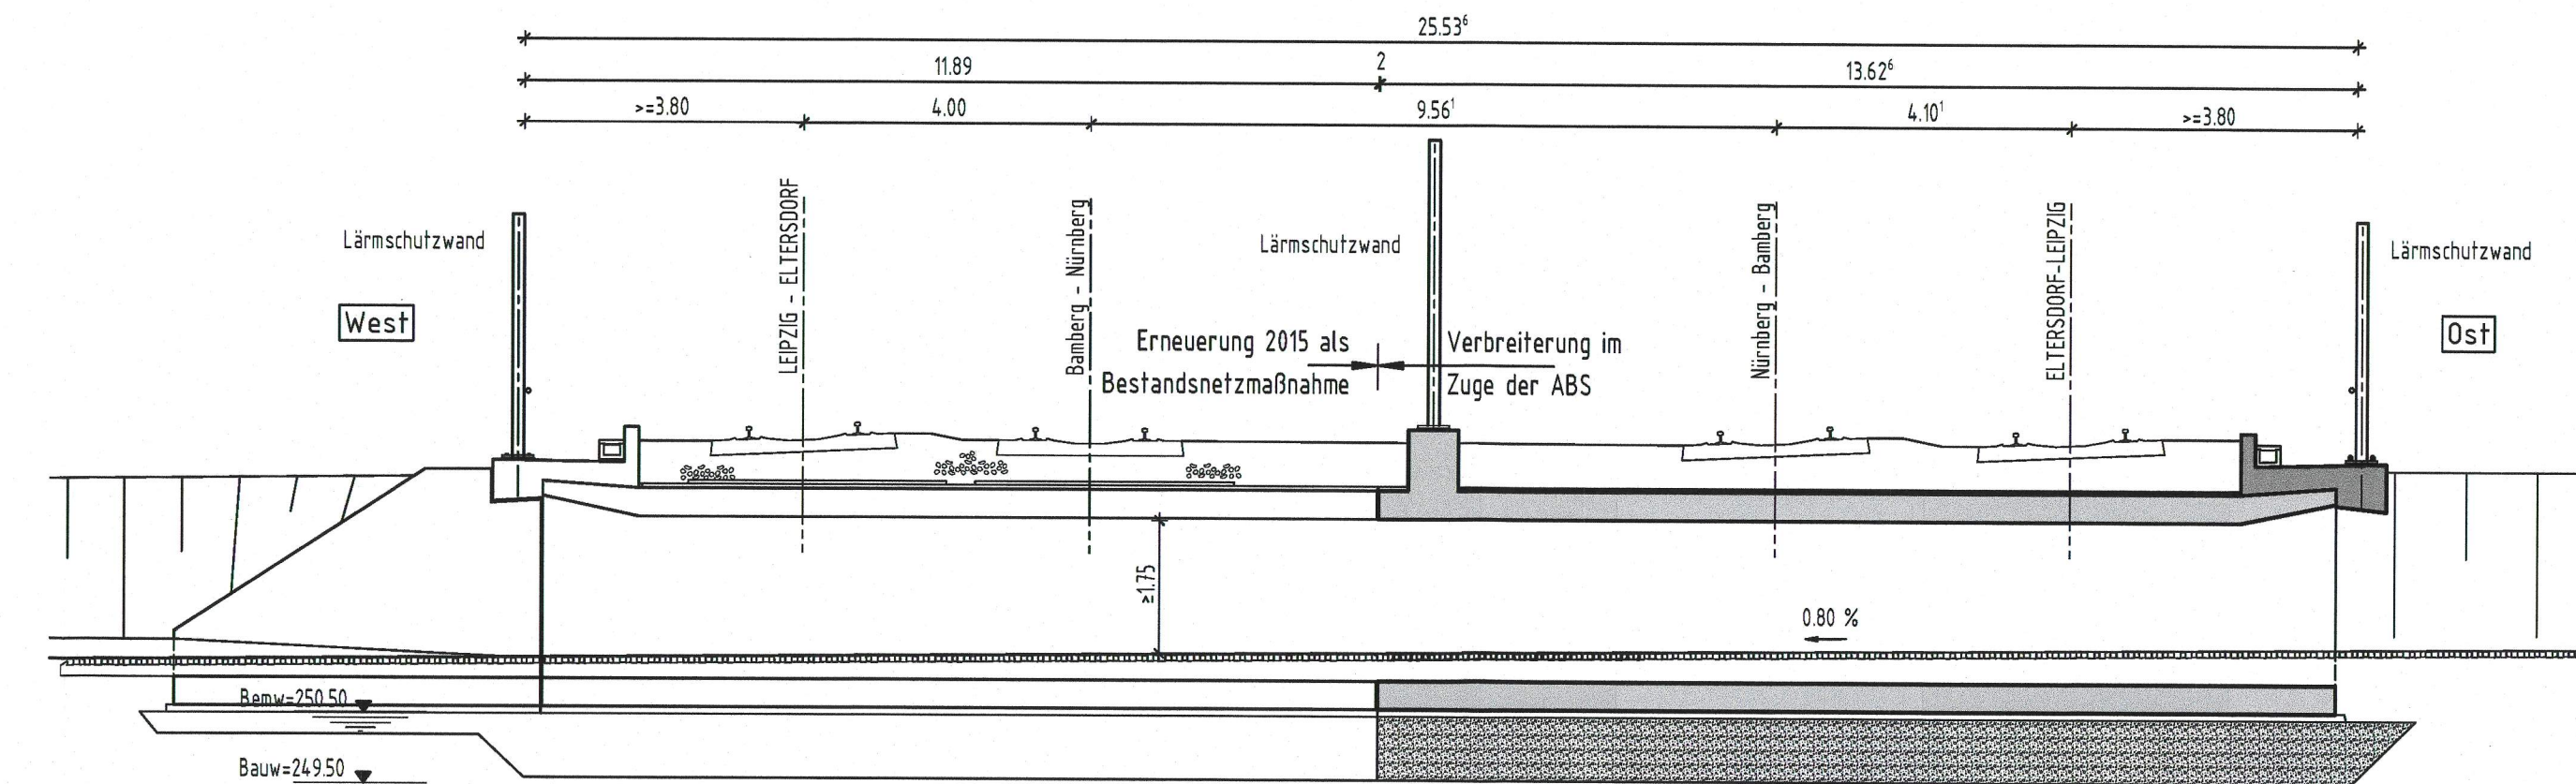 25.53⁶
11.89
2
13.62⁶
>=3.80
4.00
9.56¹
4.10¹
>=3.80
LEIPZIG - ELTERSDORF
Bamberg - Nürnberg
Nürnberg - Bamberg
ELTERSDORF-LEIPZIG
Lärmschutzwand
Lärmschutzwand
Lärmschutzwand
West
Ost
Erneuerung 2015 als
Bestandsnetzmaßnahme
Verbreiterung im
Zuge der ABS
≥1.75
0.80 %
Bemw=250.50
Bauw=249.50